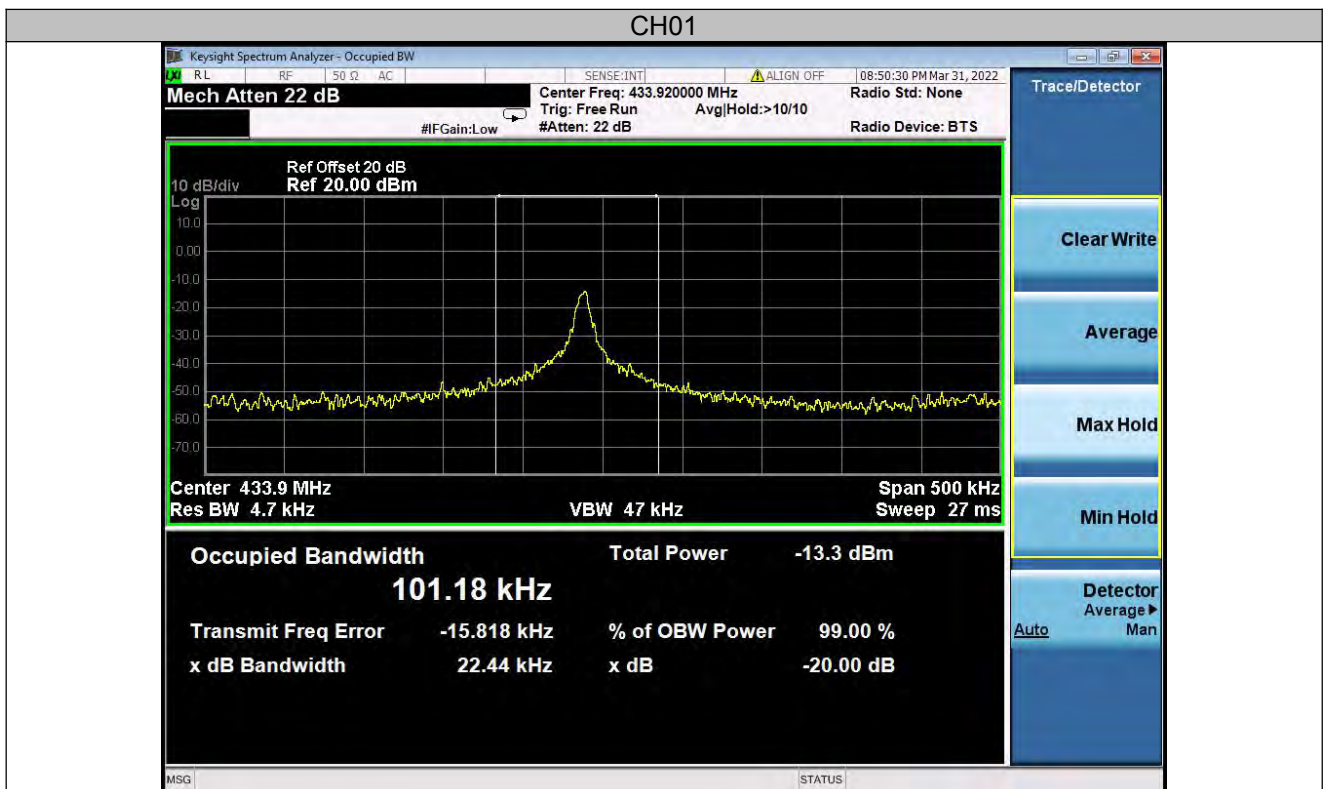 CH01
Keysight Spectrum Analyzer - Occupied BW
LXI RL RF 50 Ω AC SENSE:INT ALIGN OFF 08:50:30 PM Mar 31, 2022
Mech Atten 22 dB
Center Freq: 433.920000 MHz
Radio Std: None
Trig: Free Run Avg|Hold:>10/10
#IFGain:Low #Atten: 22 dB Radio Device: BTS
Ref Offset 20 dB
10 dB/div Ref 20.00 dBm
Log
10.0
0.00
-10.0
-20.0
-30.0
-40.0
-50.0
-60.0
-70.0
Center 433.9 MHz Span 500 kHz
Res BW 4.7 kHz VBW 47 kHz Sweep 27 ms
Occupied Bandwidth Total Power -13.3 dBm
101.18 kHz
Transmit Freq Error -15.818 kHz % of OBW Power 99.00 %
x dB Bandwidth 22.44 kHz x dB -20.00 dB
Trace/Detector
Clear Write
Average
Max Hold
Min Hold
Detector
Average
Auto Man
MSG STATUS